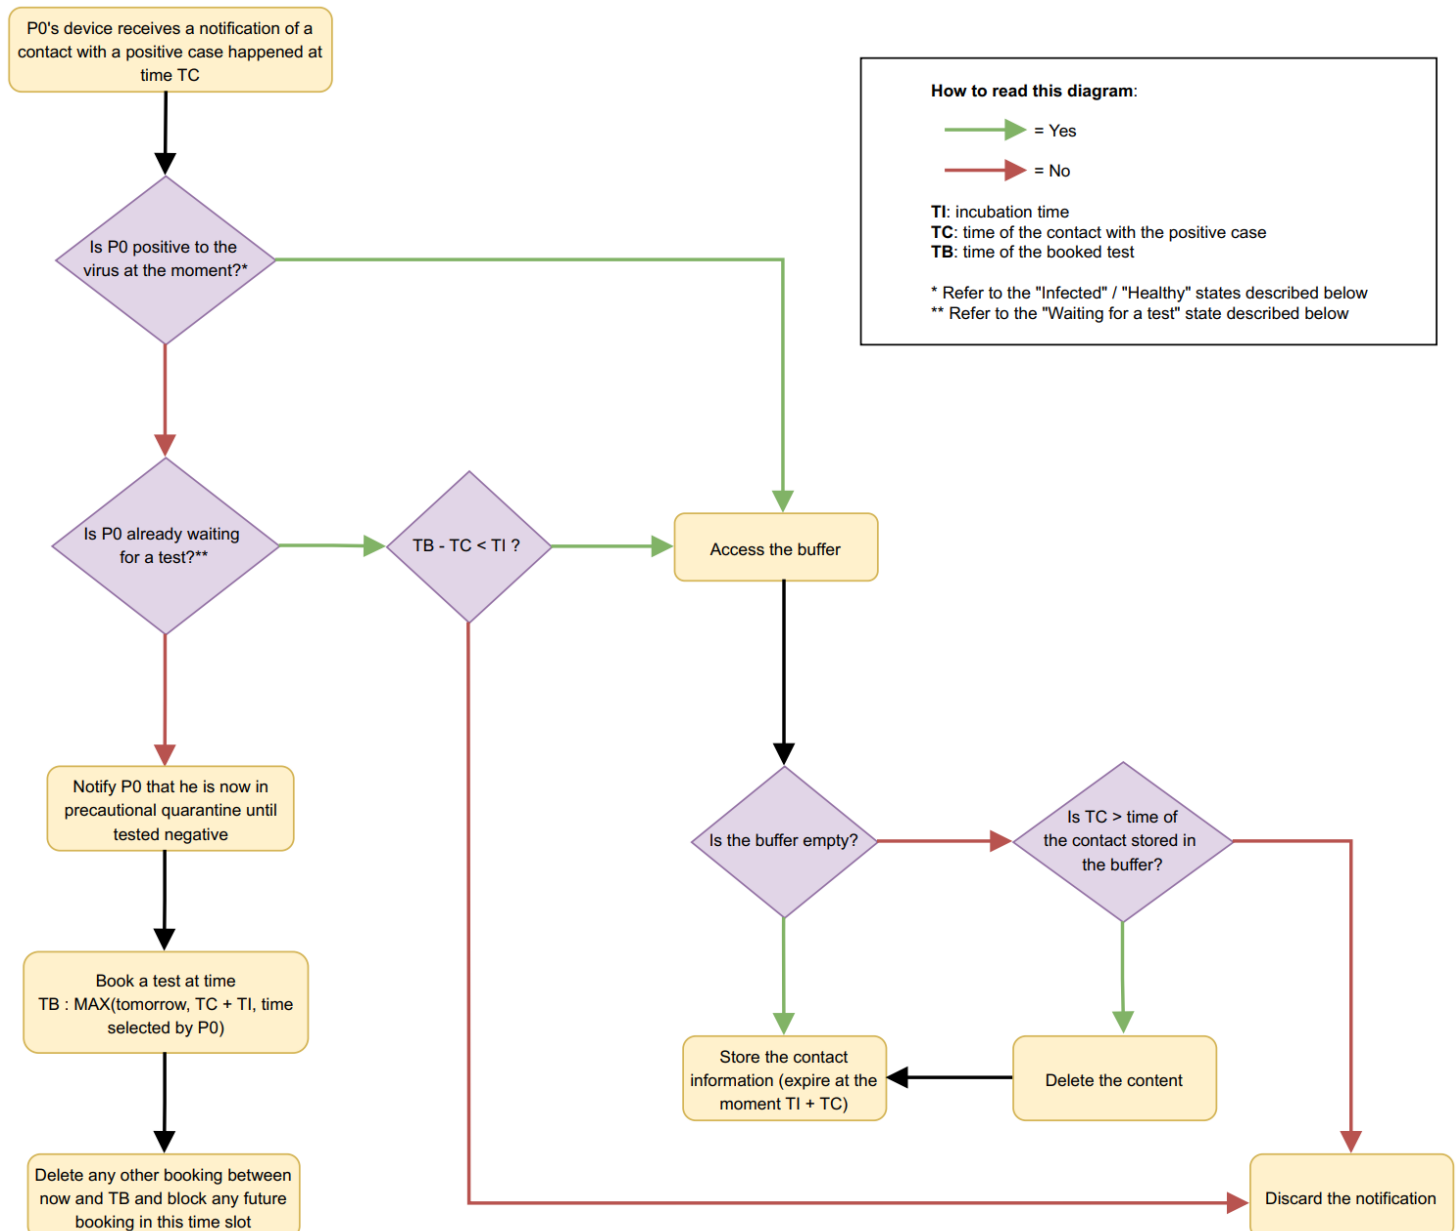 P0's device receives a notification of a
contact with a positive case happened at
time TC
How to read this diagram:
= Yes
= No
TI: incubation time
TC: time of the contact with the positive case
TB: time of the booked test
* Refer to the "Infected" / "Healthy" states described below
** Refer to the "Waiting for a test" state described below
Is P0 positive to the
virus at the moment?*
Is P0 already waiting
for a test?**
TB - TC < TI ?
Access the buffer
Notify P0 that he is now in
precautional quarantine until
tested negative
Is the buffer empty?
Is TC > time of
the contact stored in
the buffer?
Book a test at time
TB : MAX(tomorrow, TC + TI, time
selected by P0)
Store the contact
information (expire at the
moment TI + TC)
Delete the content
Delete any other booking between
now and TB and block any future
booking in this time slot
Discard the notification